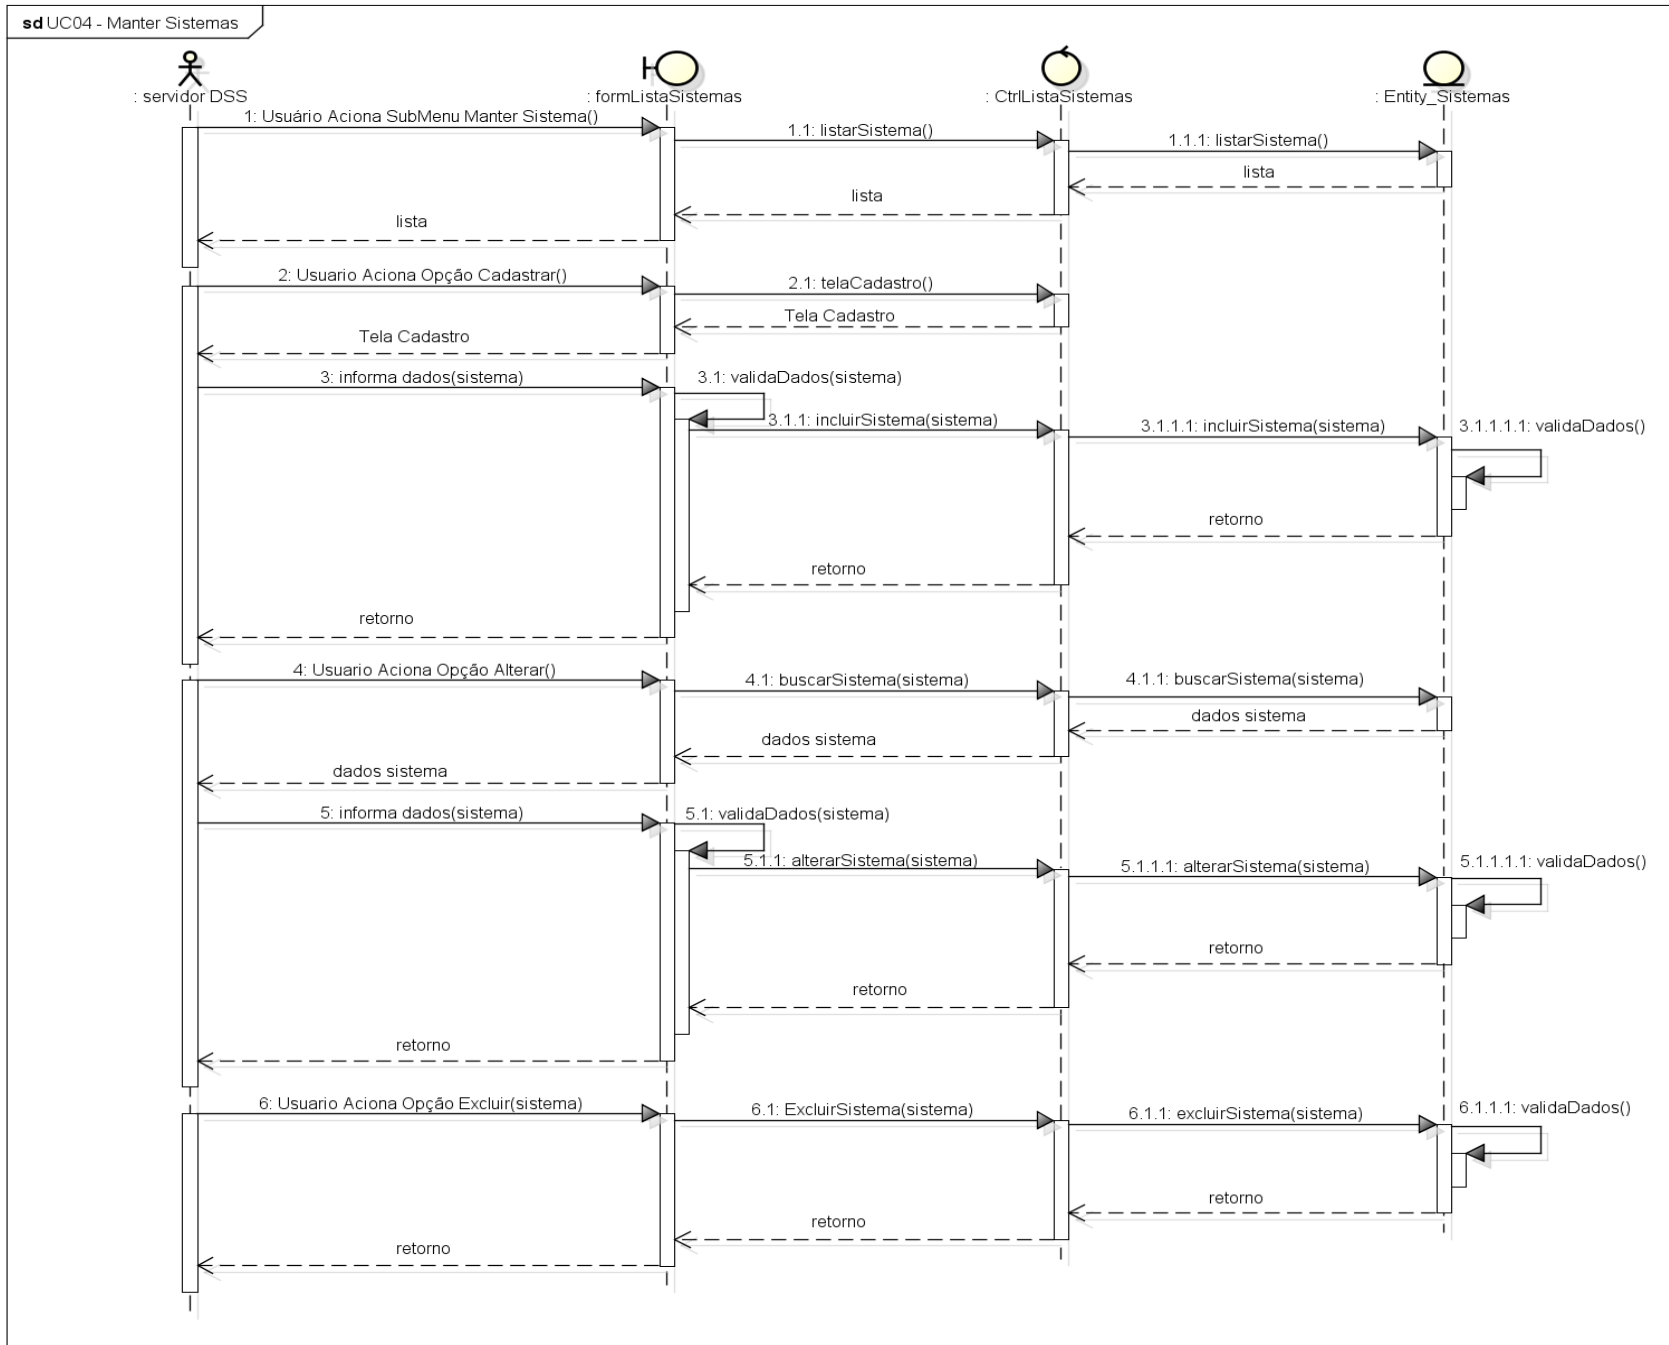 sd UC04 - Manter Sistemas
: servidor DSS
: formListaSistemas
: CtrlListaSistemas
: Entity_Sistemas
1: Usuário Aciona SubMenu Manter Sistema()
1.1: listarSistema()
1.1.1: listarSistema()
lista
lista
lista
2: Usuario Aciona Opção Cadastrar()
2.1: telaCadastro()
Tela Cadastro
Tela Cadastro
3: informa dados(sistema)
3.1: validaDados(sistema)
3.1.1: incluirSistema(sistema)
3.1.1.1: incluirSistema(sistema)
3.1.1.1.1: validaDados()
retorno
retorno
retorno
4: Usuario Aciona Opção Alterar()
4.1: buscarSistema(sistema)
4.1.1: buscarSistema(sistema)
dados sistema
dados sistema
dados sistema
5: informa dados(sistema)
5.1: validaDados(sistema)
5.1.1: alterarSistema(sistema)
5.1.1.1: alterarSistema(sistema)
5.1.1.1.1: validaDados()
retorno
retorno
retorno
6: Usuario Aciona Opção Excluir(sistema)
6.1: ExcluirSistema(sistema)
6.1.1: excluirSistema(sistema)
6.1.1.1: validaDados()
retorno
retorno
retorno